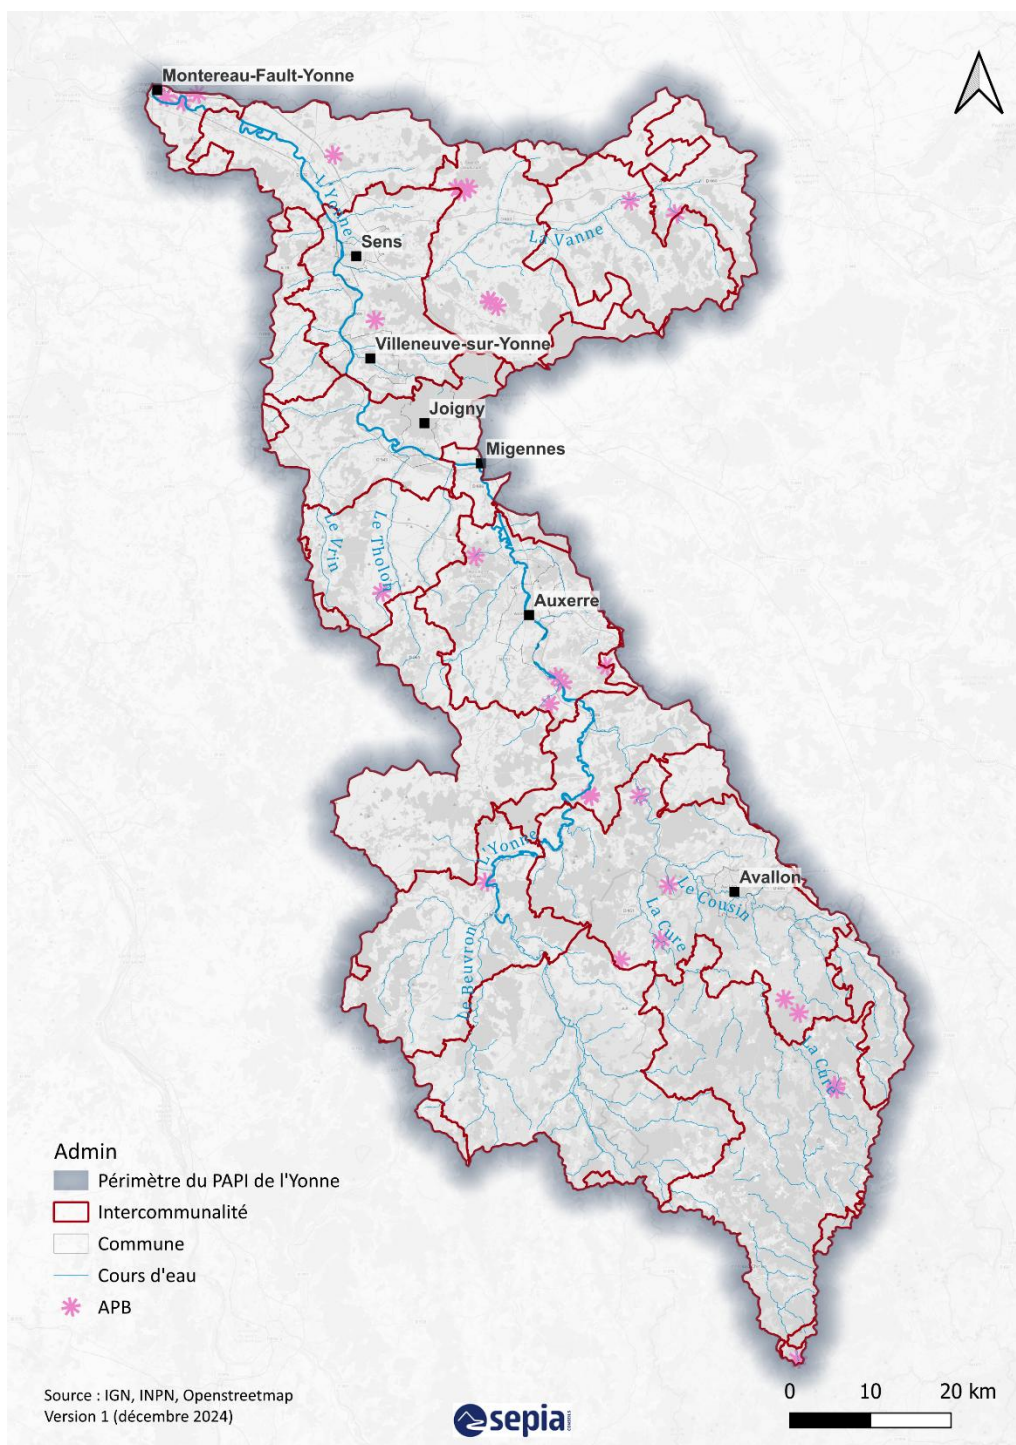 Montereau-Fault-Yonne
L'Yonne
Sens
La Vanne
Villeneuve-sur-Yonne
Joigny
Migennes
Le Vrin
Le Tholon
Auxerre
L'Yonne
Avallon
Le Cousin
La Cure
Le Beuvron
La Cure
Admin
Périmètre du PAPI de l'Yonne
Intercommunalité
Commune
Cours d'eau
APB
Source : IGN, INPN, Openstreetmap
Version 1 (décembre 2024)
sepia
CONSEILS
0 10 20 km